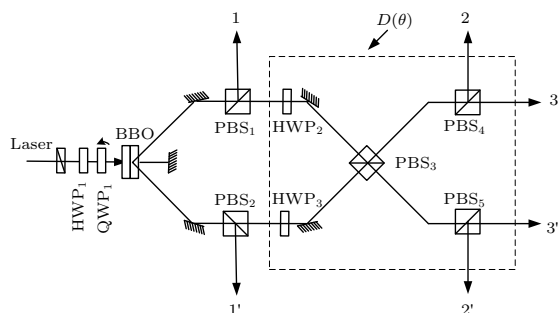 1
D(θ)
2
BBO
Laser
PBS₁
HWP₂
3
PBS₄
HWP₁
QWP₁
PBS₃
PBS₂
HWP₃
PBS₅
3'
1'
2'